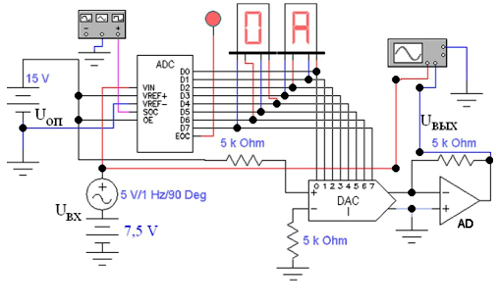 15 V
Uоп
ADC
VIN
VREF+
VREF-
SOC
OE
D0
D1
D2
D3
D4
D5
D6
D7
EOC
0 A
5 k Ohm
Uвых
5 k Ohm
5 V/1 Hz/90 Deg
Uвх
7,5 V
+ 0 1 2 3 4 5 6 7
DAC
- I
5 k Ohm
-
+
AD